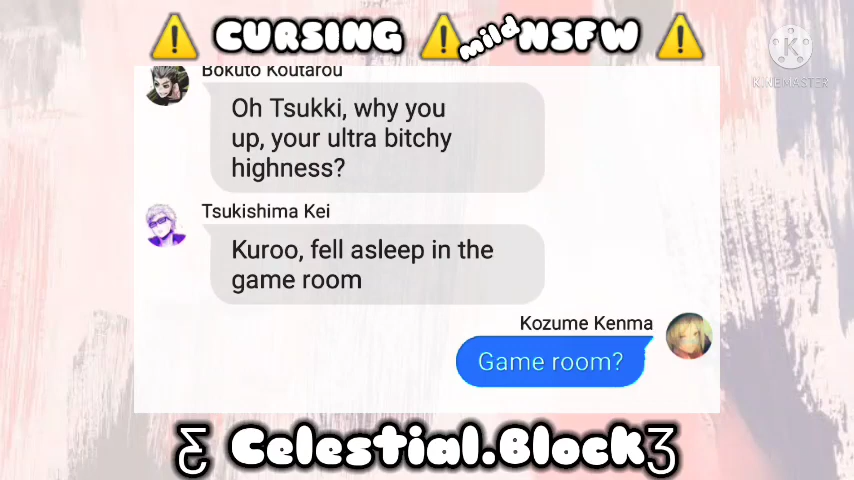 ⚠️ CURSING ⚠️ mild NSFW ⚠️
KINEMASTER
Bokuto Koutarou
Oh Tsukki, why you
up, your ultra bitchy
highness?
Tsukishima Kei
Kuroo, fell asleep in the
game room
Kozume Kenma
Game room?
Ƹ Celestial.Block Ʒ